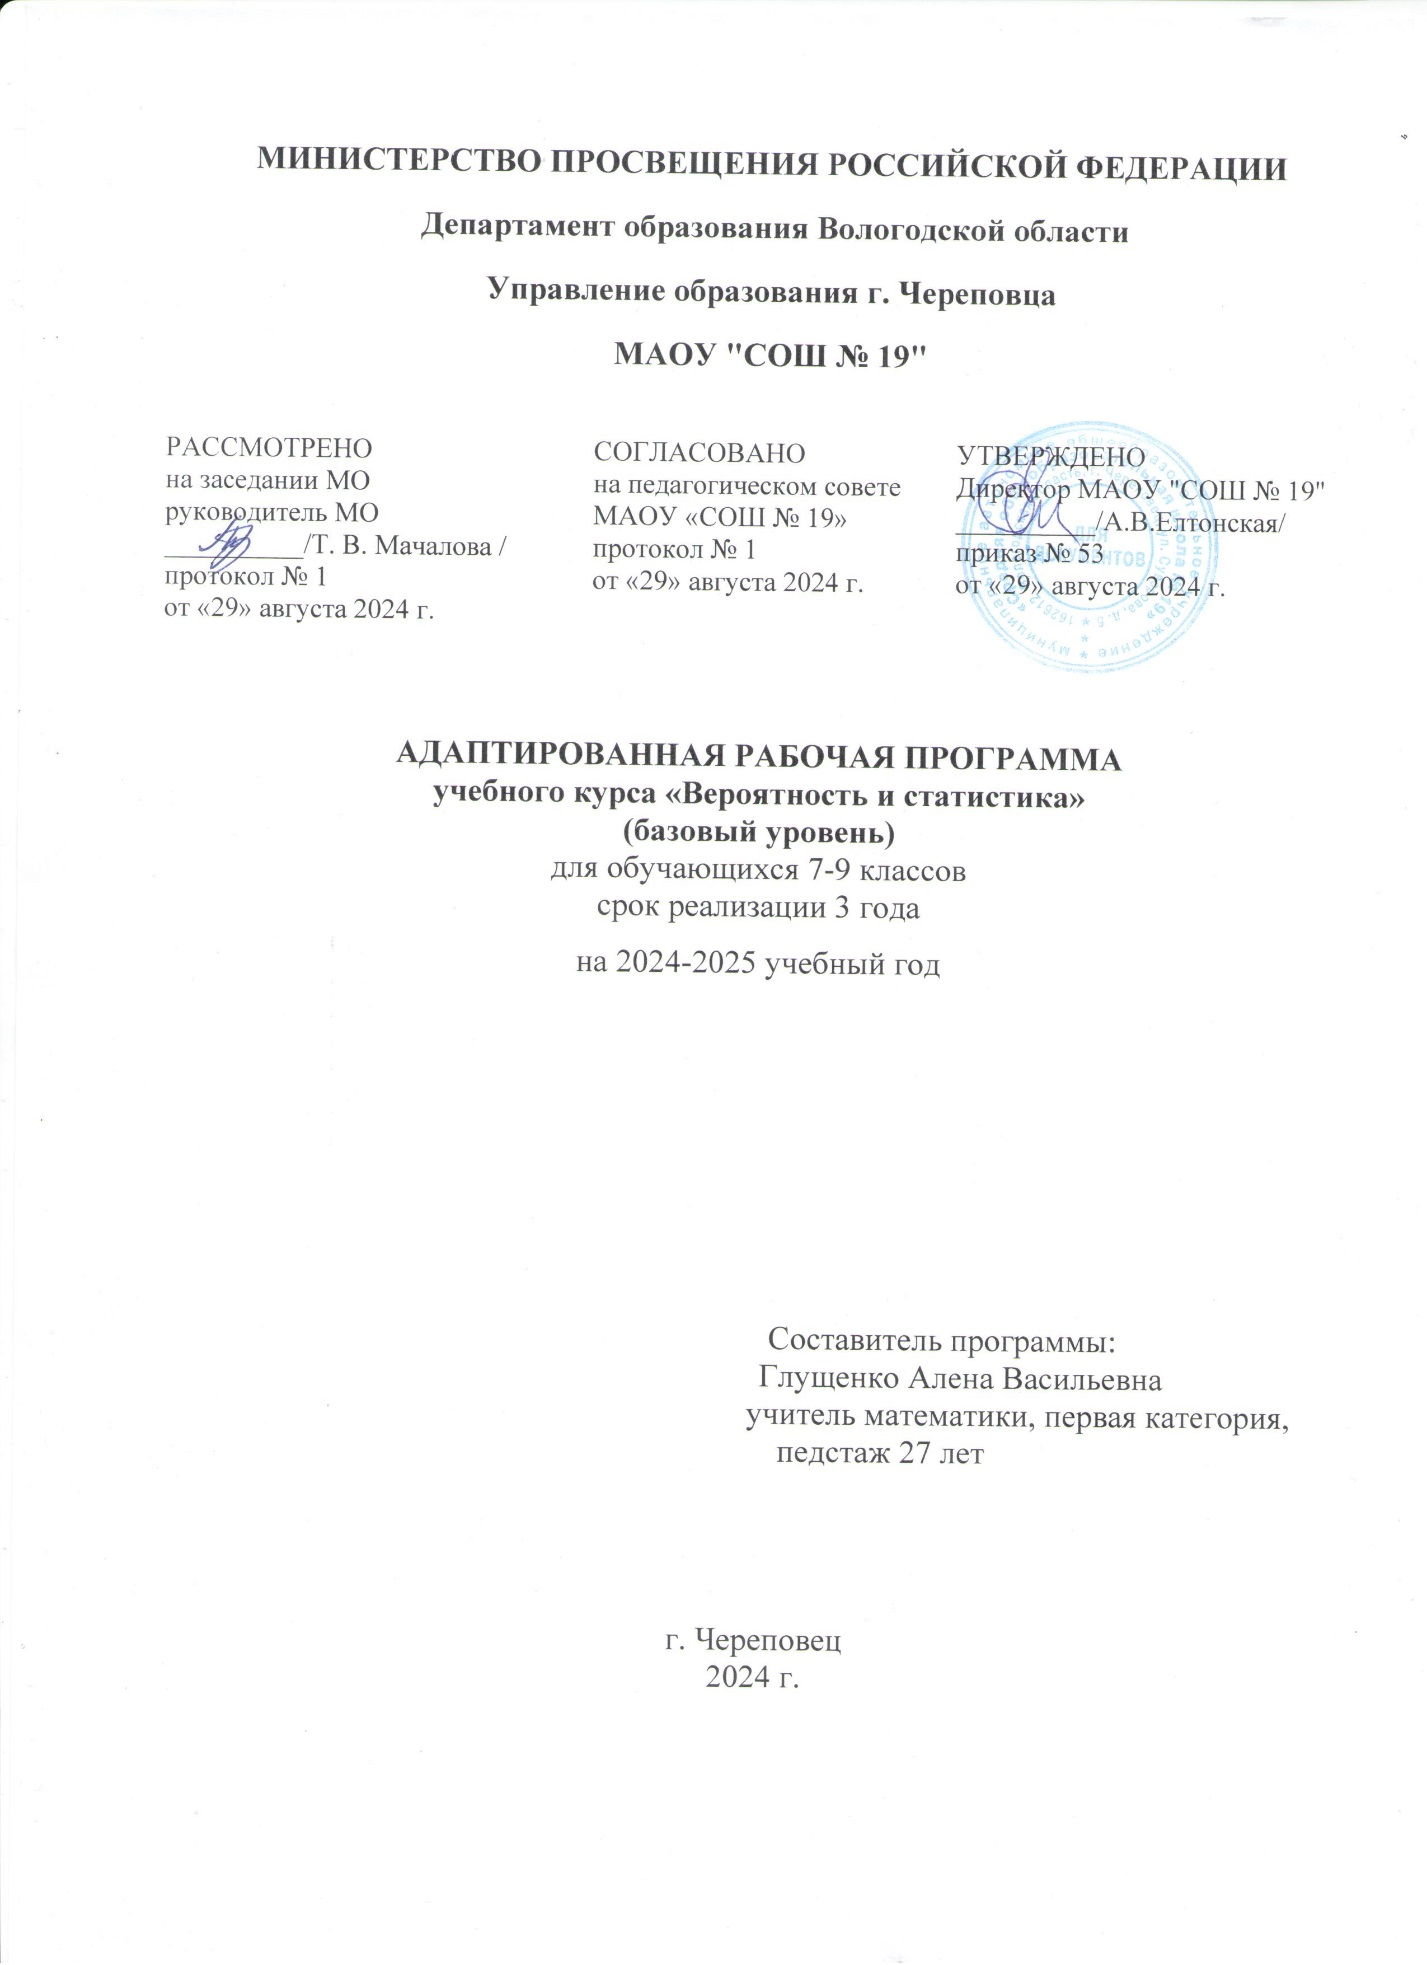 МИНИСТЕРСТВО ПРОСВЕЩЕНИЯ РОССИЙСКОЙ ФЕДЕРАЦИИ
Департамент образования Вологодской области
Управление образования г. Череповца
МАОУ "СОШ № 19"
РАССМОТРЕНО
на заседании МО
руководитель МО
__________/Т. В. Мачалова /
протокол № 1
от «29» августа 2024 г.
СОГЛАСОВАНО
на педагогическом совете
МАОУ «СОШ № 19»
протокол № 1
от «29» августа 2024 г.
УТВЕРЖДЕНО
Директор МАОУ "СОШ № 19"
__________/А.В.Елтонская/
приказ № 53
от «29» августа 2024 г.
АДАПТИРОВАННАЯ РАБОЧАЯ ПРОГРАММА
учебного курса «Вероятность и статистика»
(базовый уровень)
для обучающихся 7-9 классов
срок реализации 3 года
на 2024-2025 учебный год
Составитель программы:
Глущенко Алена Васильевна
учитель математики, первая категория,
педстаж 27 лет
г. Череповец
2024 г.